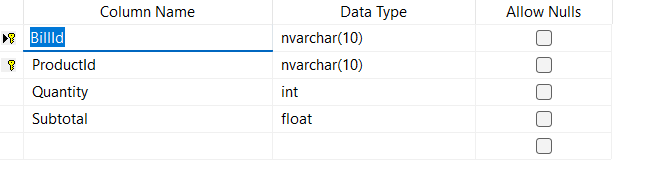 Column Name Data Type Allow Nulls
BillId nvarchar(10)
ProductId nvarchar(10)
Quantity int
Subtotal float